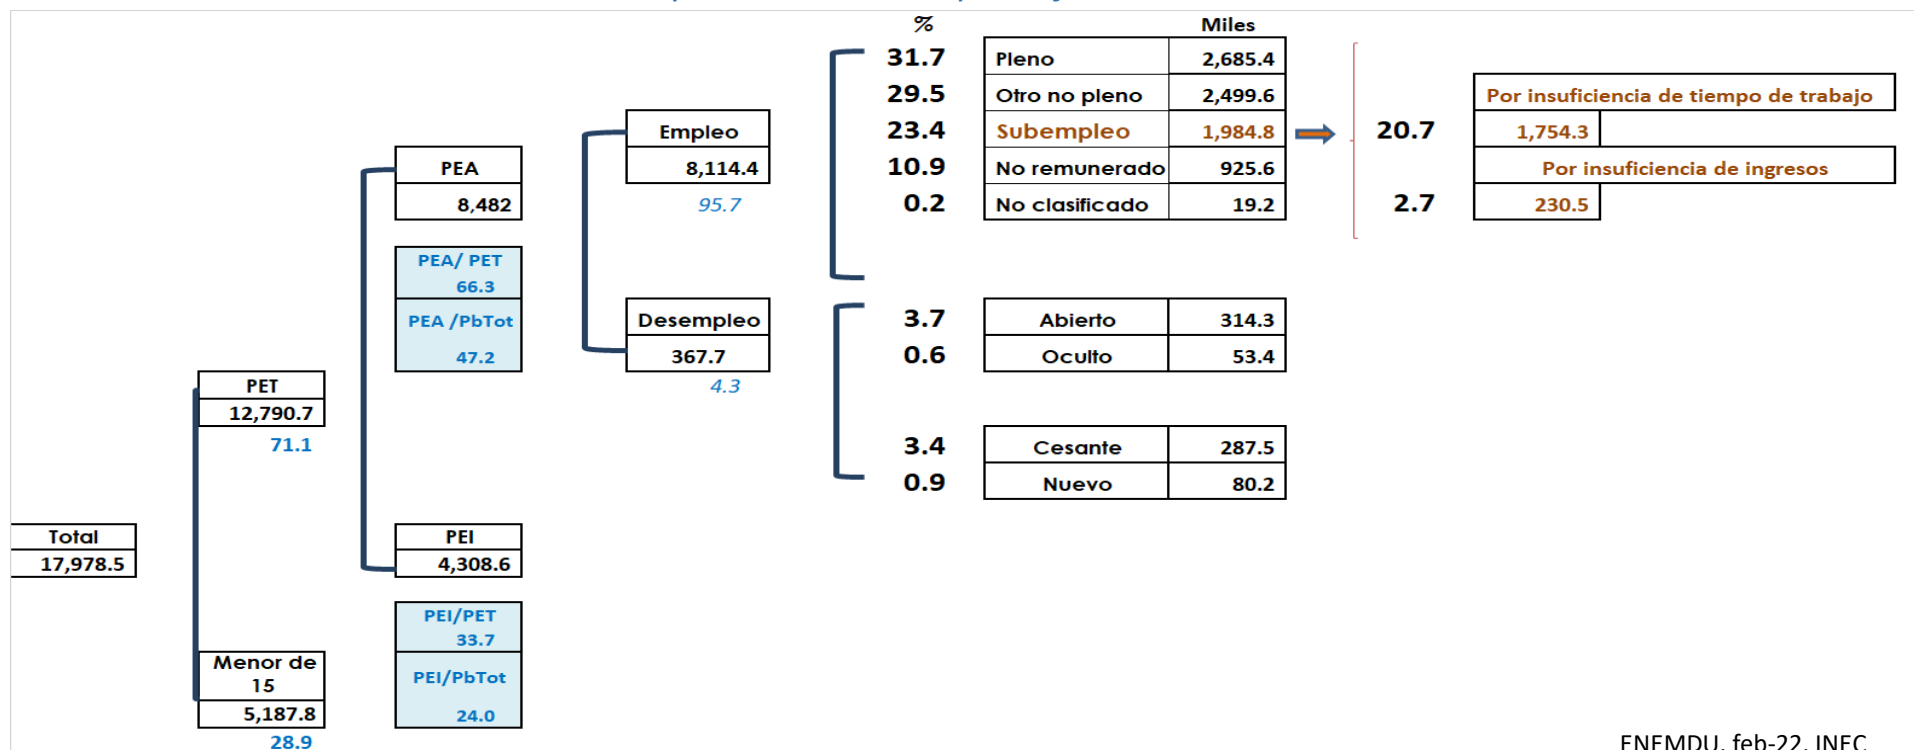 % Miles
31.7 Pleno 2,685.4
29.5 Otro no pleno 2,499.6
23.4 Subempleo 1,984.8
10.9 No remunerado 925.6
0.2 No clasificado 19.2
Por insuficiencia de tiempo de trabajo
20.7 1,754.3
Por insuficiencia de ingresos
2.7 230.5
Empleo
8,114.4
95.7
PEA
8,482
PEA/ PET
66.3
PEA /PbTot
47.2
Desempleo
367.7
4.3
3.7 Abierto 314.3
0.6 Oculto 53.4
3.4 Cesante 287.5
0.9 Nuevo 80.2
PET
12,790.7
71.1
Total
17,978.5
PEI
4,308.6
PEI/PET
33.7
PEI/PbTot
24.0
Menor de
15
5,187.8
28.9
ENEMDU, feb-22, INEC